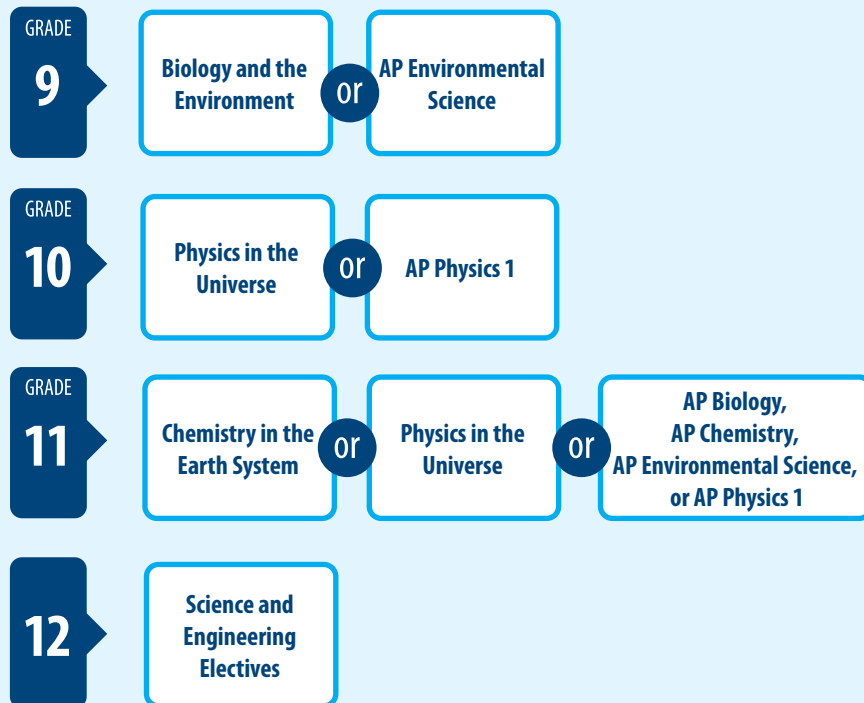 GRADE
9
Biology and the
Environment
or
AP Environmental
Science
GRADE
10
Physics in the
Universe
or
AP Physics 1
GRADE
11
Chemistry in the
Earth System
or
Physics in the
Universe
or
AP Biology,
AP Chemistry,
AP Environmental Science,
or AP Physics 1
12
Science and
Engineering
Electives